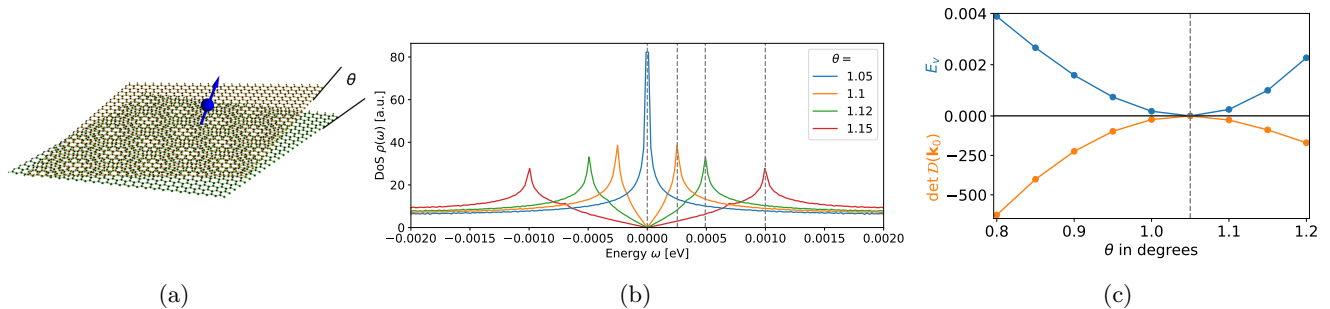 θ
DoS ρ(ω) [a.u.]
80
60
40
20
0
−0.0020 −0.0015 −0.0010 −0.0005 0.0000 0.0005 0.0010 0.0015 0.0020
Energy ω [eV]
θ =
1.05
1.1
1.12
1.15
E_v
0.004
0.002
0.000
det 𝒟(𝐤₀)
−250
−500
0.8 0.9 1.0 1.1 1.2
θ in degrees
(a)
(b)
(c)